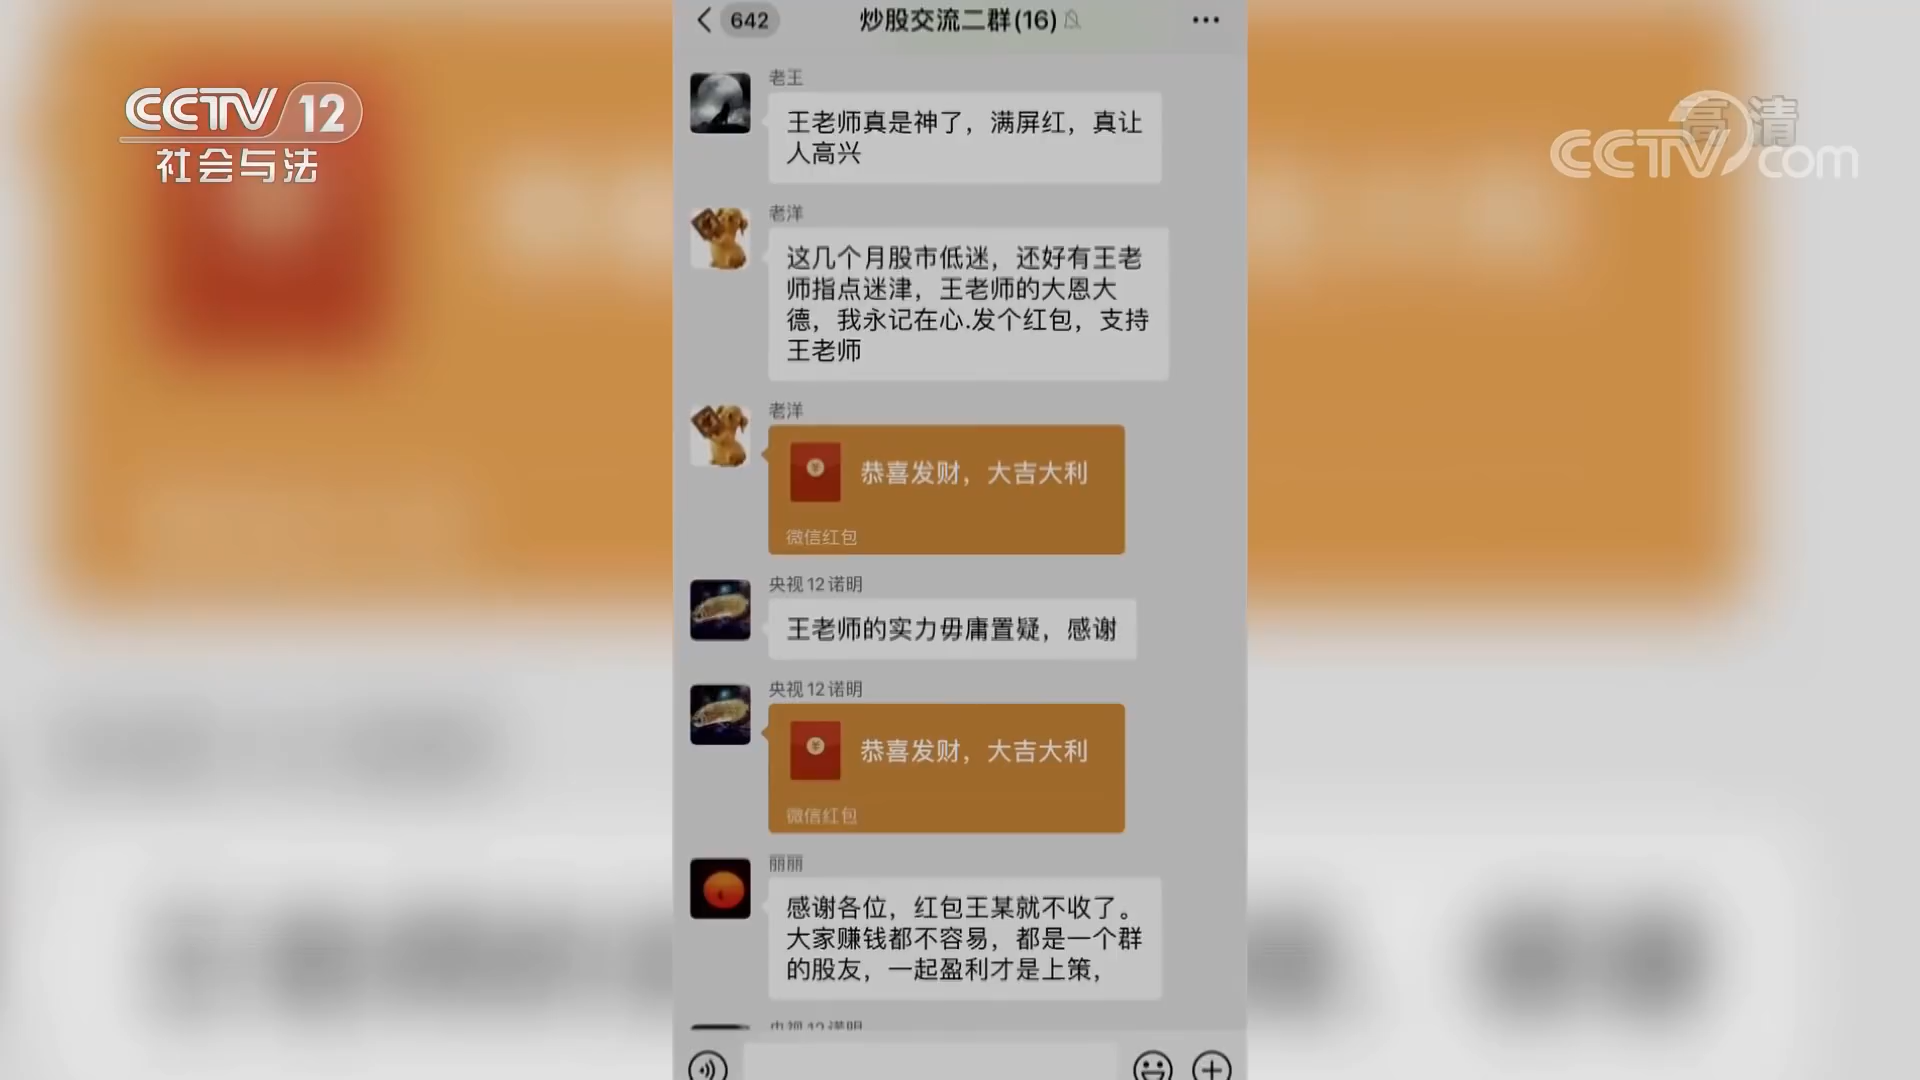 642
炒股交流二群(16)
CCTV 12
社会与法
高清
CCTV.com
老王
王老师真是神了，满屏红，真让
人高兴
老洋
这几个月股市低迷，还好有王老
师指点迷津，王老师的大恩大
德，我永记在心.发个红包，支持
王老师
老洋
恭喜发财，大吉大利
微信红包
央视12诺明
王老师的实力毋庸置疑，感谢
央视12诺明
恭喜发财，大吉大利
微信红包
丽丽
感谢各位，红包王某就不收了。
大家赚钱都不容易，都是一个群
的股友，一起盈利才是上策，
央视12诺明